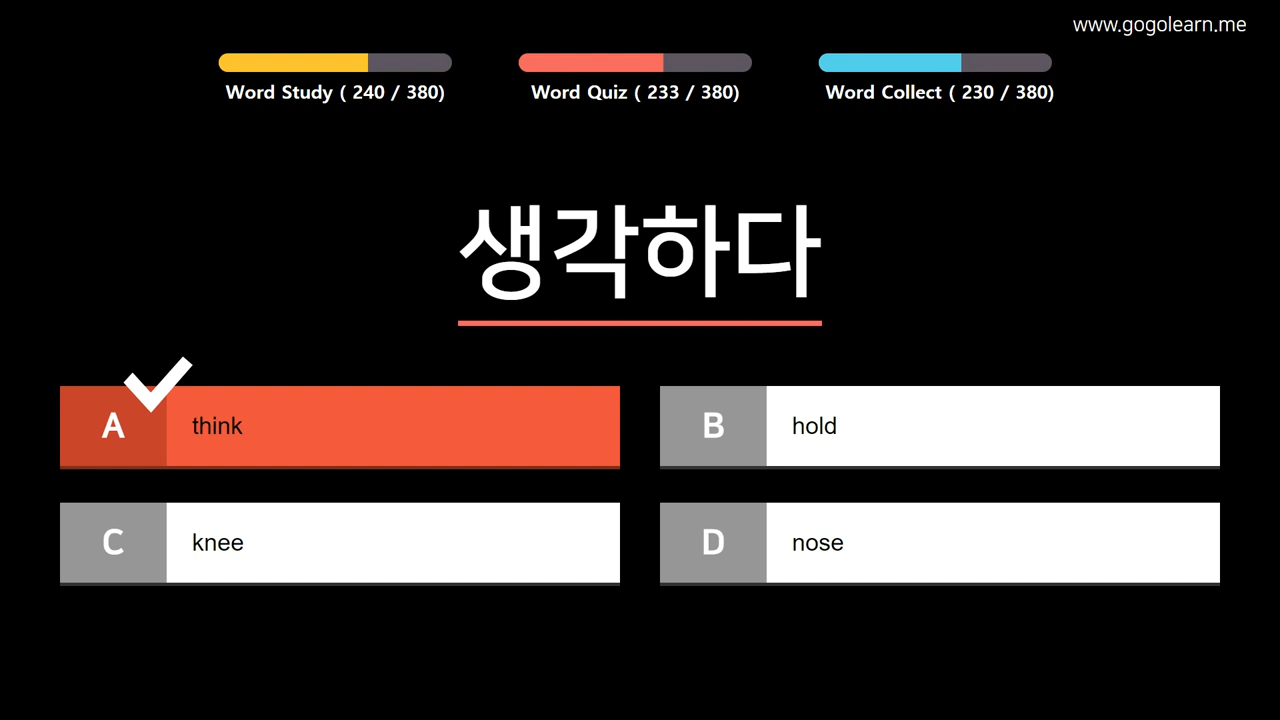 www.gogolearn.me
Word Study ( 240 / 380)
Word Quiz ( 233 / 380)
Word Collect ( 230 / 380)
생각하다
A think
B hold
C knee
D nose